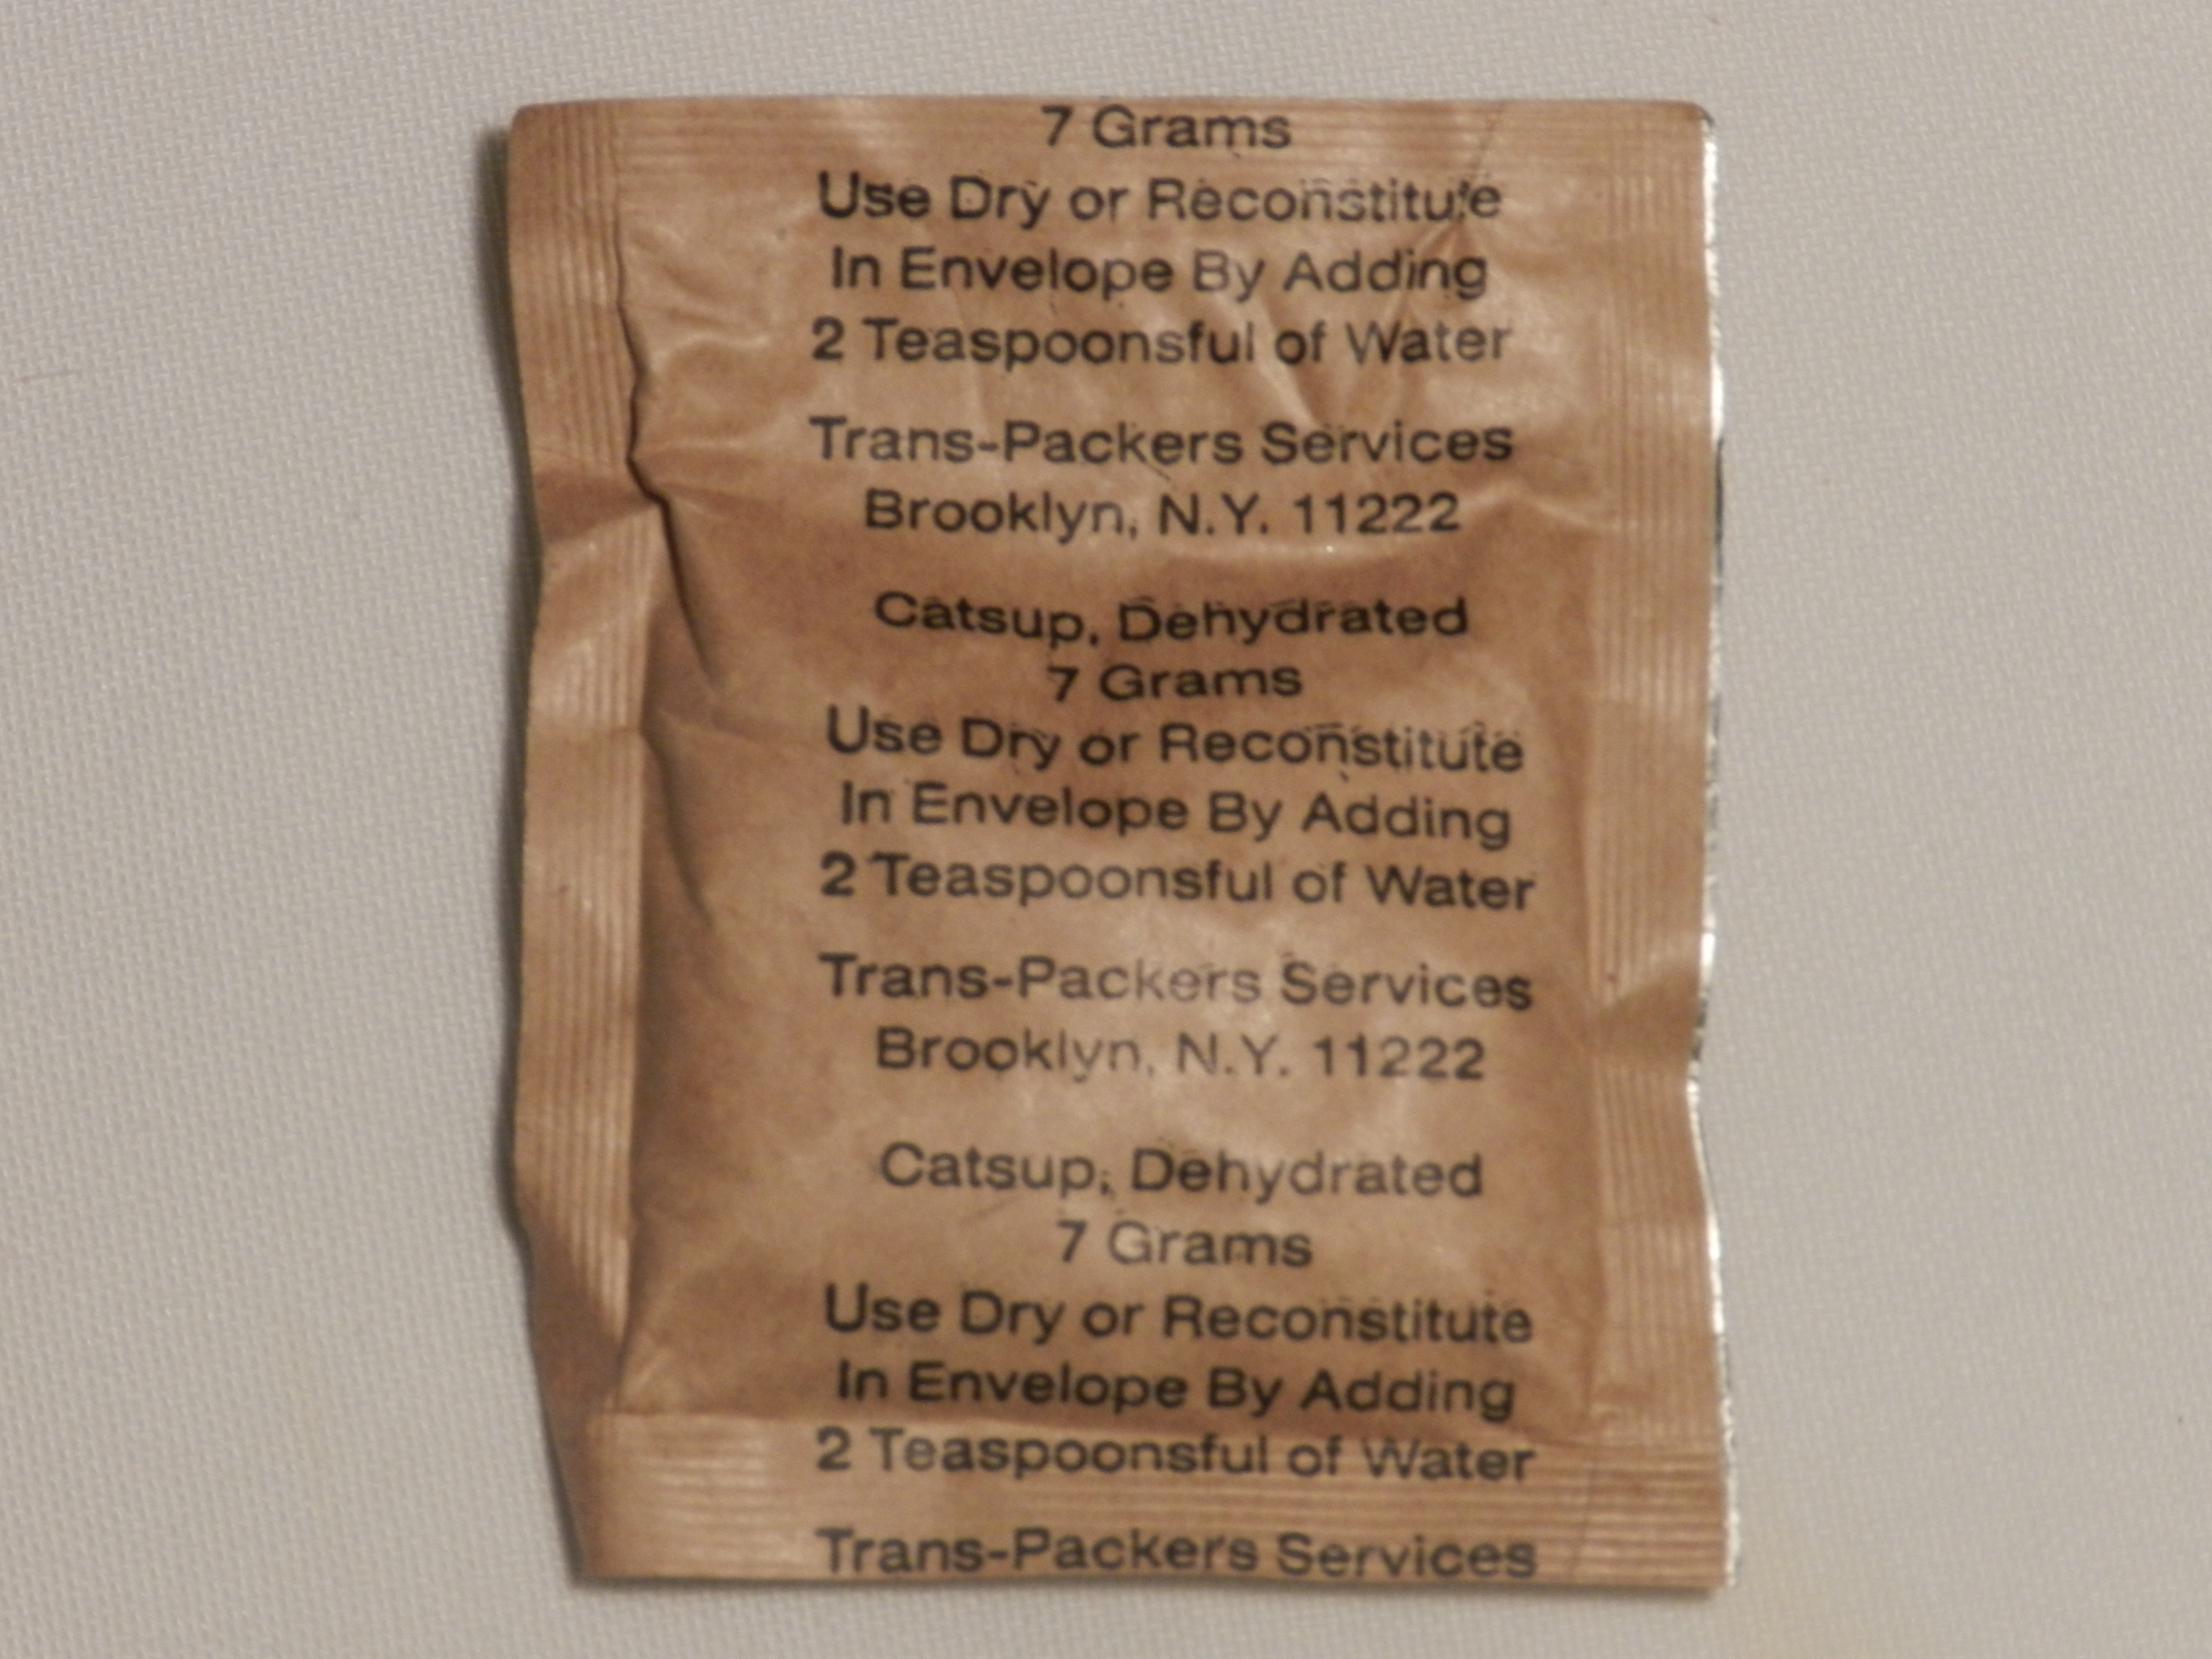 7 Grams
Use Dry or Reconstitute
In Envelope By Adding
2 Teaspoonsful of Water
Trans-Packers Services
Brooklyn, N.Y. 11222
Catsup, Dehydrated
7 Grams
Use Dry or Reconstitute
In Envelope By Adding
2 Teaspoonsful of Water
Trans-Packers Services
Brooklyn, N.Y. 11222
Catsup, Dehydrated
7 Grams
Use Dry or Reconstitute
In Envelope By Adding
2 Teaspoonsful of Water
Trans-Packers Services